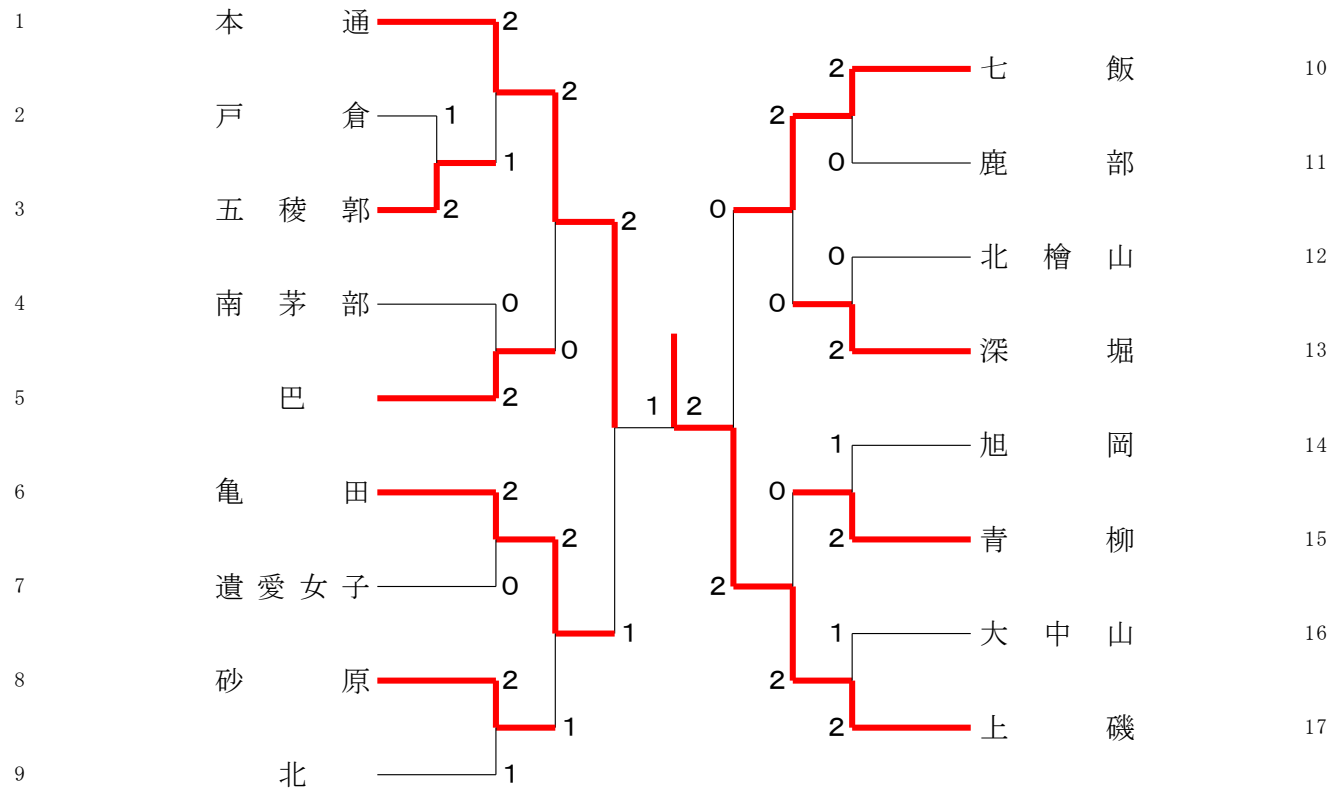 1 本通 2
七飯 10
2
2 戸倉 1
2
2
鹿部 11
0
1
3 五稜郭 2
0
2
北檜山 12
0
4 南茅部 0
0
深堀 13
2
0
5 巴 2
1 2
旭岡 14
1
6 亀田 2
0
青柳 15
2
2
7 遺愛女子 0
2
大中山 16
1
1
8 砂原 2
2
上磯 17
2
1
9 北 1